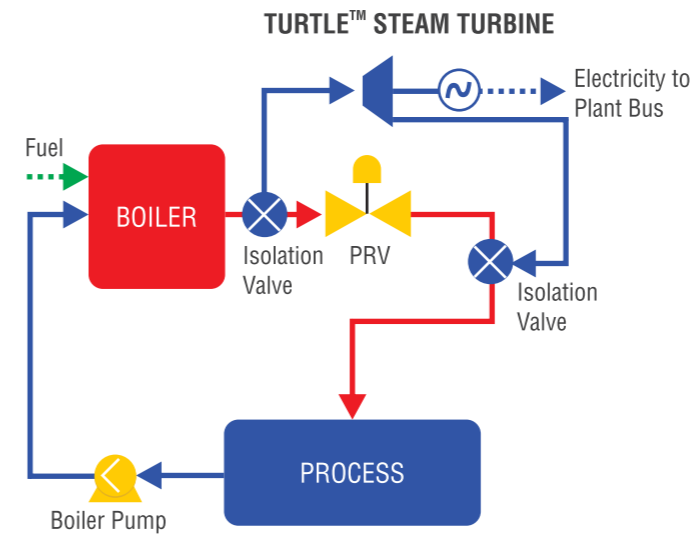 TURTLE™ STEAM TURBINE
Electricity to
Plant Bus
Fuel
BOILER
Isolation
Valve
PRV
Isolation
Valve
PROCESS
Boiler Pump